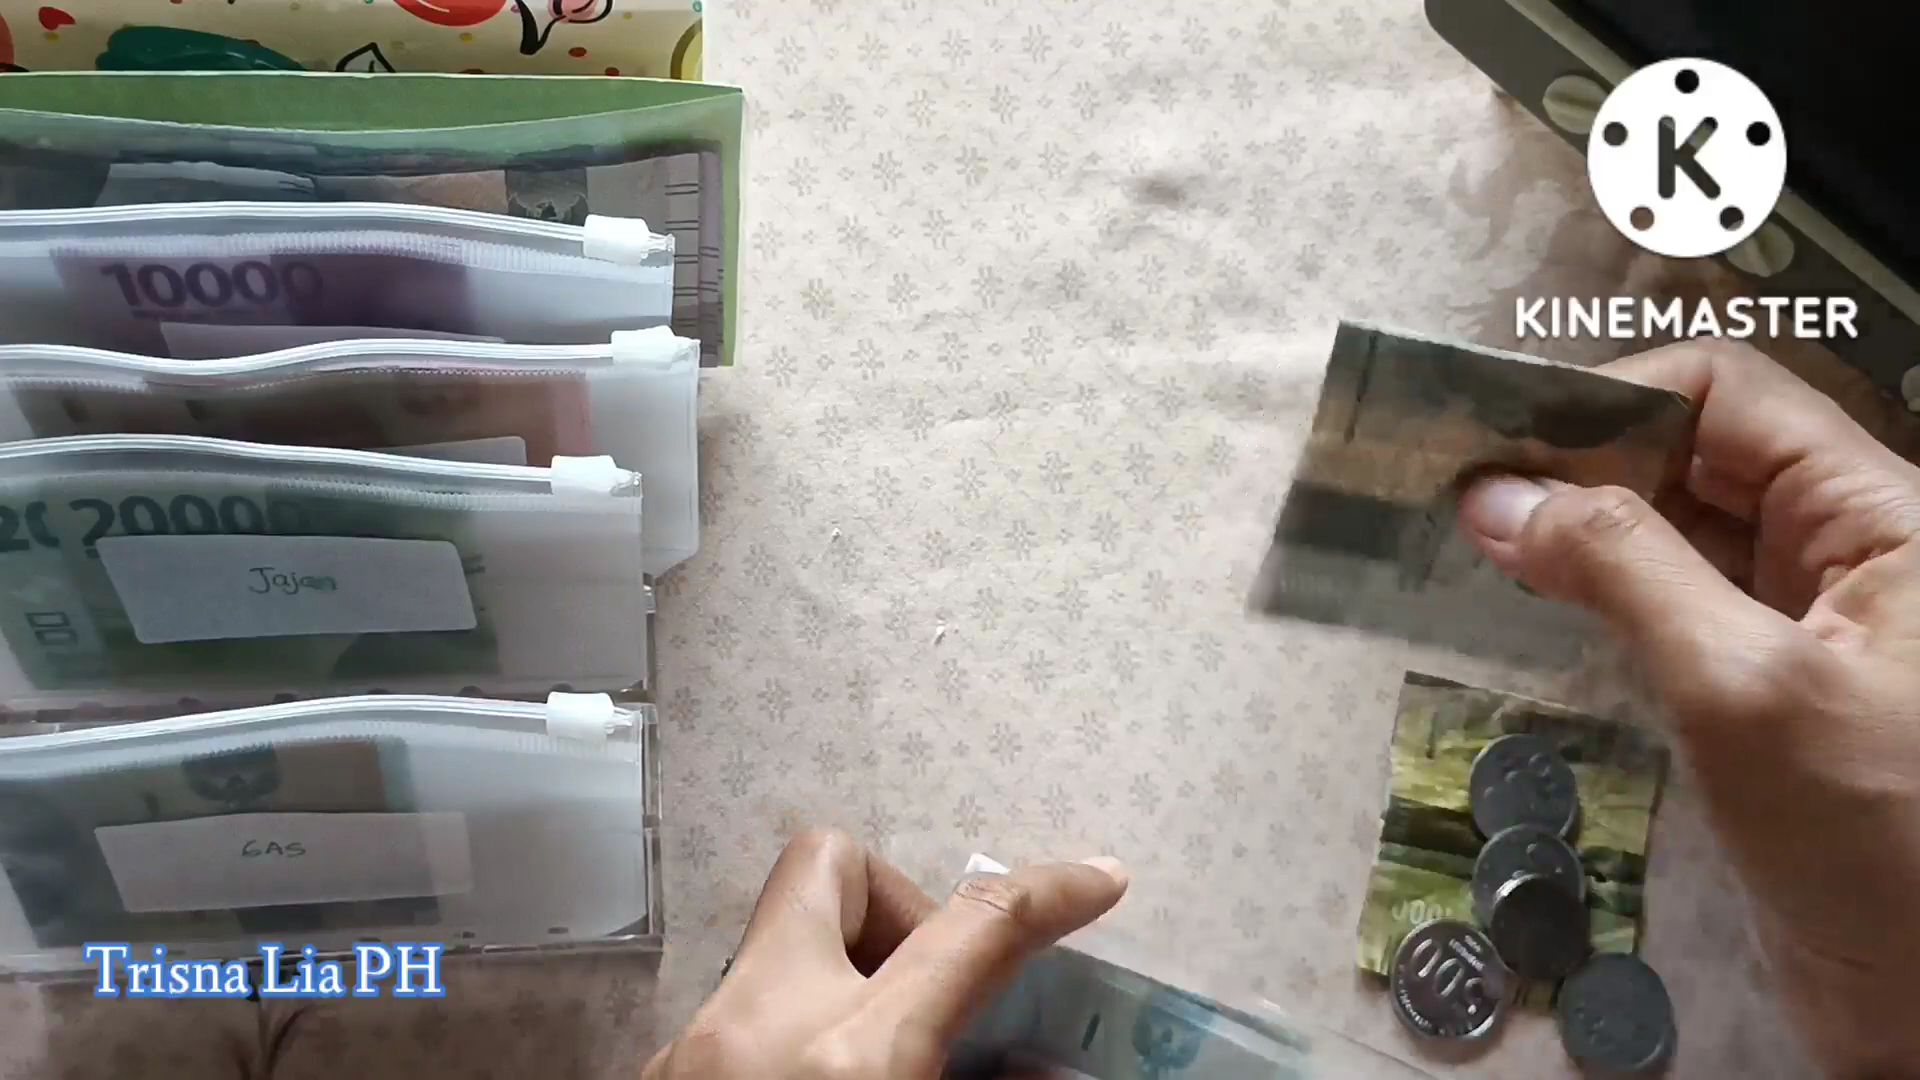 K
KINEMASTER
10000
20000
Jajan
GAS
500
Trisna Lia PH